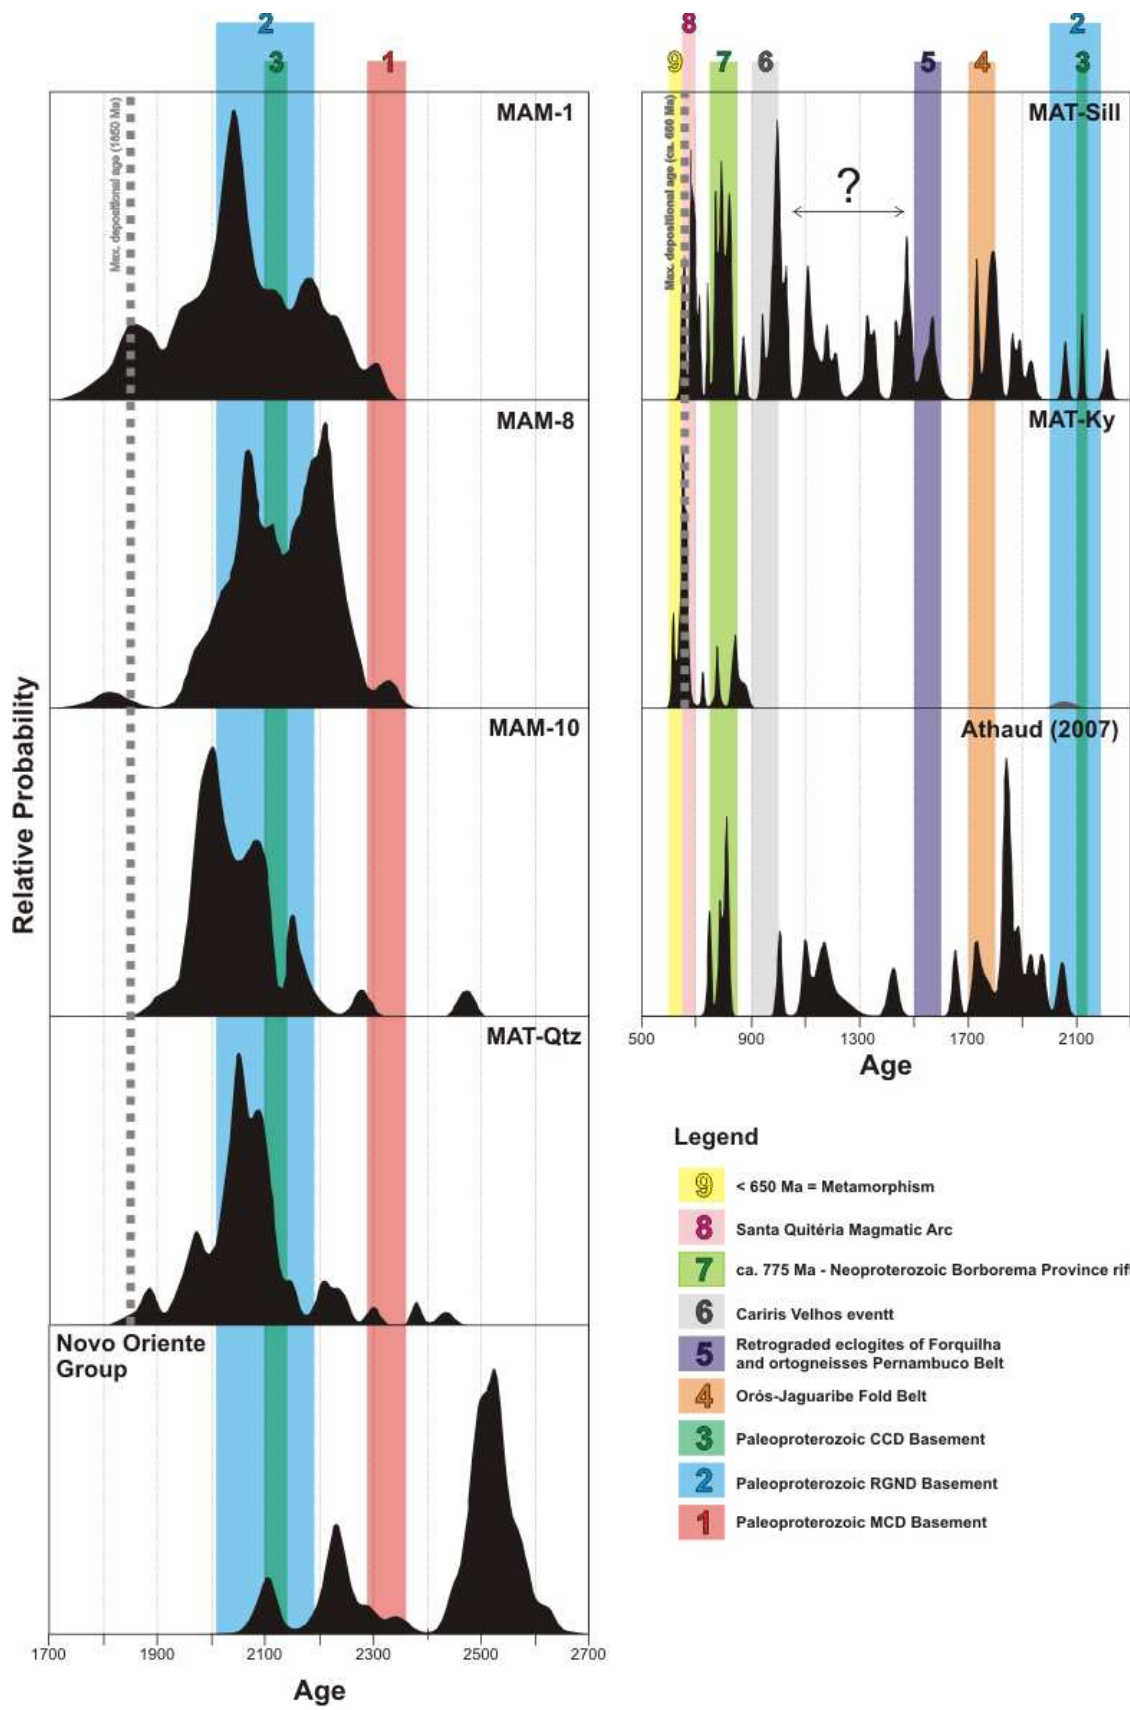 2
3
1
MAM-1
Max. depositional age (1850 Ma)
MAM-8
MAM-10
MAT-Qtz
Novo Oriente
Group
Relative Probability
1700
1900
2100
2300
2500
2700
Age
8
9
7
6
5
4
2
3
MAT-Sill
Max. depositional age (ca. 660 Ma)
?
MAT-Ky
Athaud (2007)
500
900
1300
1700
2100
Age
Legend
9 < 650 Ma = Metamorphism
8 Santa Quitéria Magmatic Arc
7 ca. 775 Ma - Neoproterozoic Borborema Province rif
6 Cariris Velhos eventt
5 Retrograded eclogites of Forquilha
and ortogneisses Pernambuco Belt
4 Orós-Jaguaribe Fold Belt
3 Paleoproterozoic CCD Basement
2 Paleoproterozoic RGND Basement
1 Paleoproterozoic MCD Basement